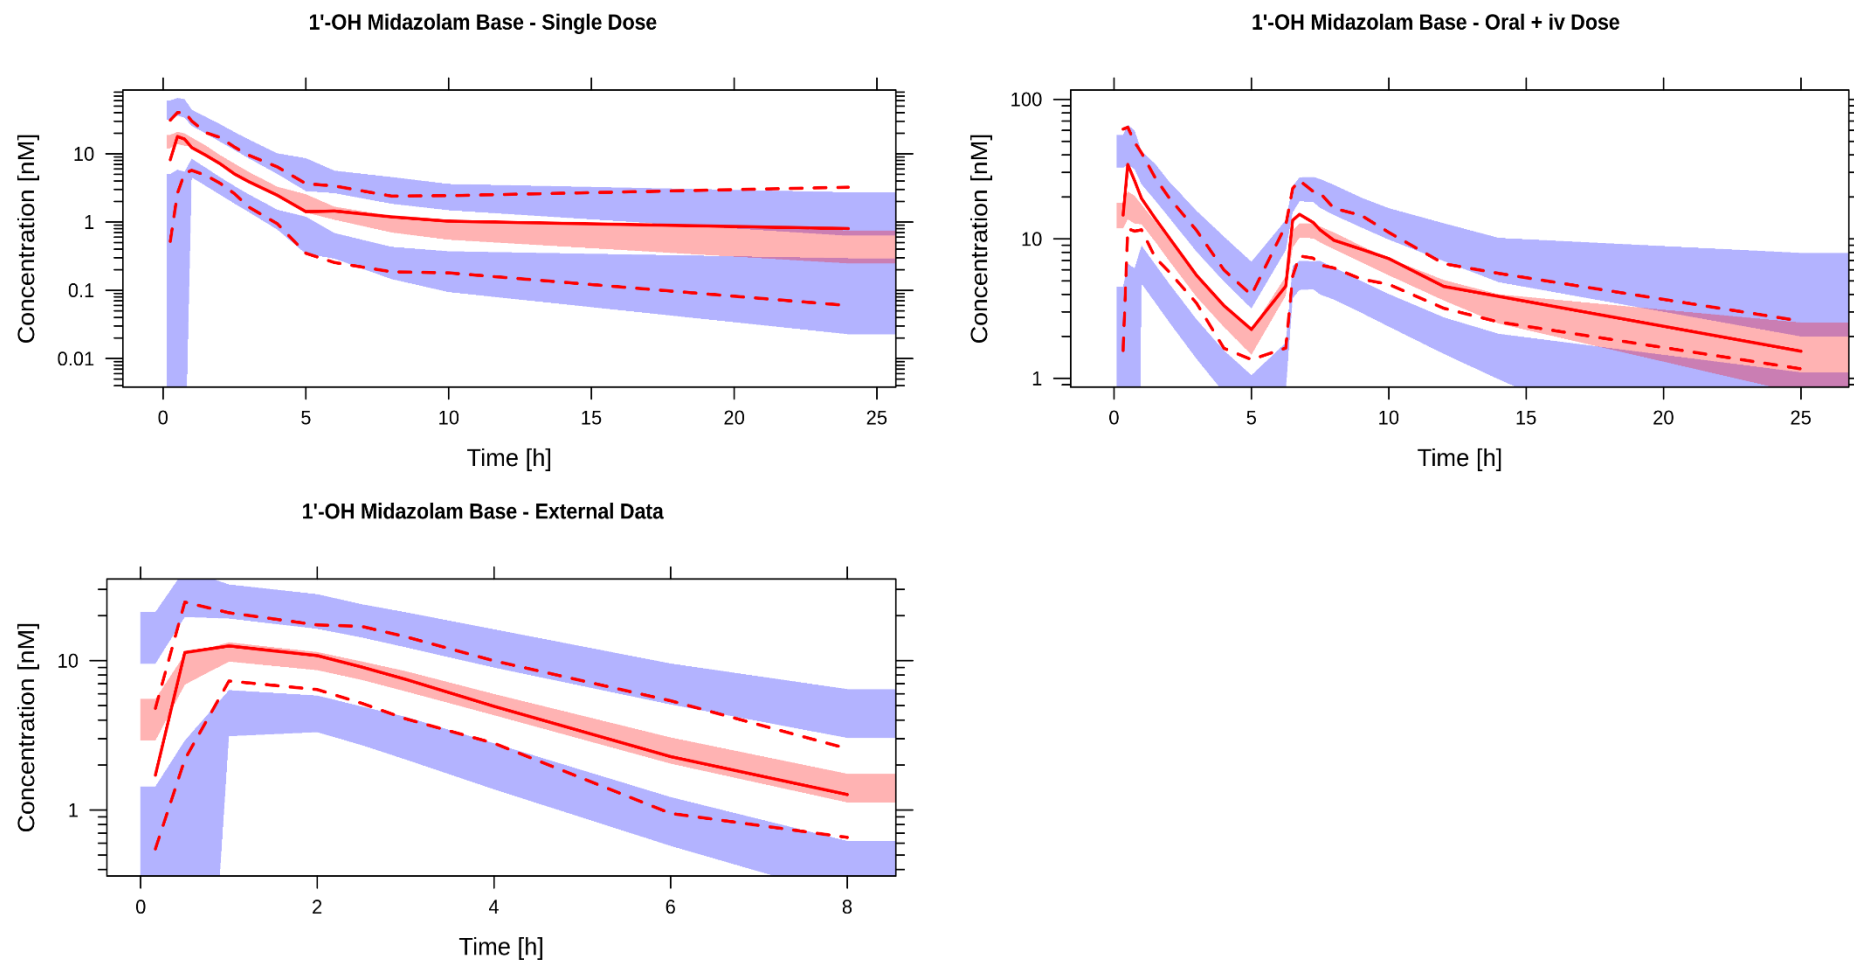 1'-OH Midazolam Base - Single Dose
Concentration [nM]
10
1
0.1
0.01
0 5 10 15 20 25
Time [h]
1'-OH Midazolam Base - Oral + iv Dose
Concentration [nM]
100
10
1
0 5 10 15 20 25
Time [h]
1'-OH Midazolam Base - External Data
Concentration [nM]
10
1
0 2 4 6 8
Time [h]